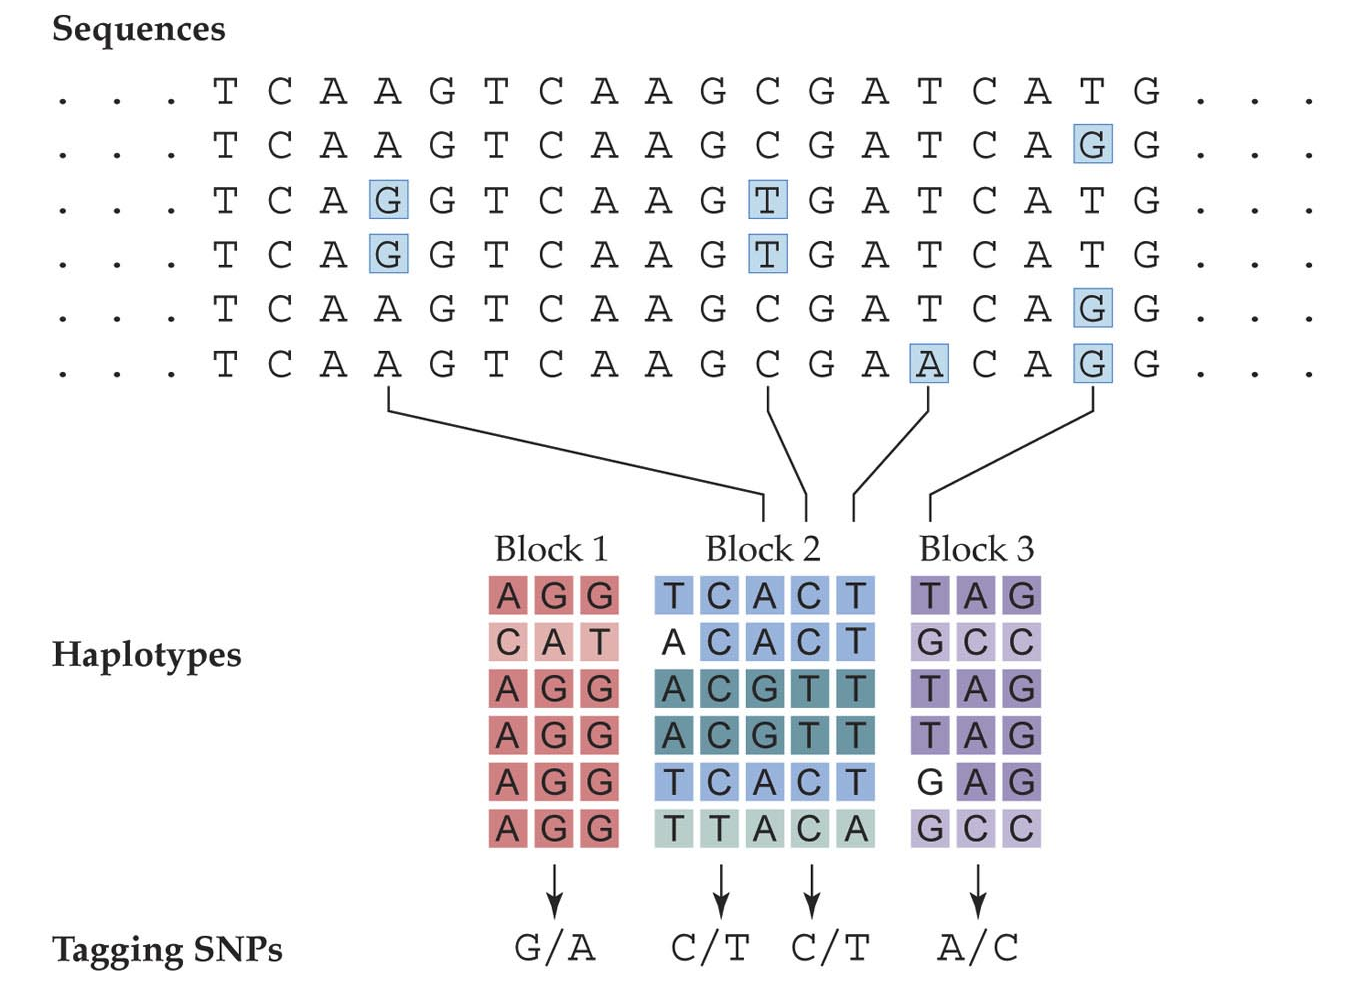 Sequences
. . . T C A A G T C A A G C G A T C A T G . . .
. . . T C A A G T C A A G C G A T C A G G . . .
. . . T C A G G T C A A G T G A T C A T G . . .
. . . T C A G G T C A A G T G A T C A T G . . .
. . . T C A A G T C A A G C G A T C A G G . . .
. . . T C A A G T C A A G C G A A C A G G . . .
Block 1 Block 2 Block 3
A G G T C A C T T A G
C A T A C A C T G C C
Haplotypes
A G G A C G T T T A G
A G G A C G T T T A G
A G G T C A C T G A G
A G G T T A C A G C C
Tagging SNPs G/A C/T C/T A/C